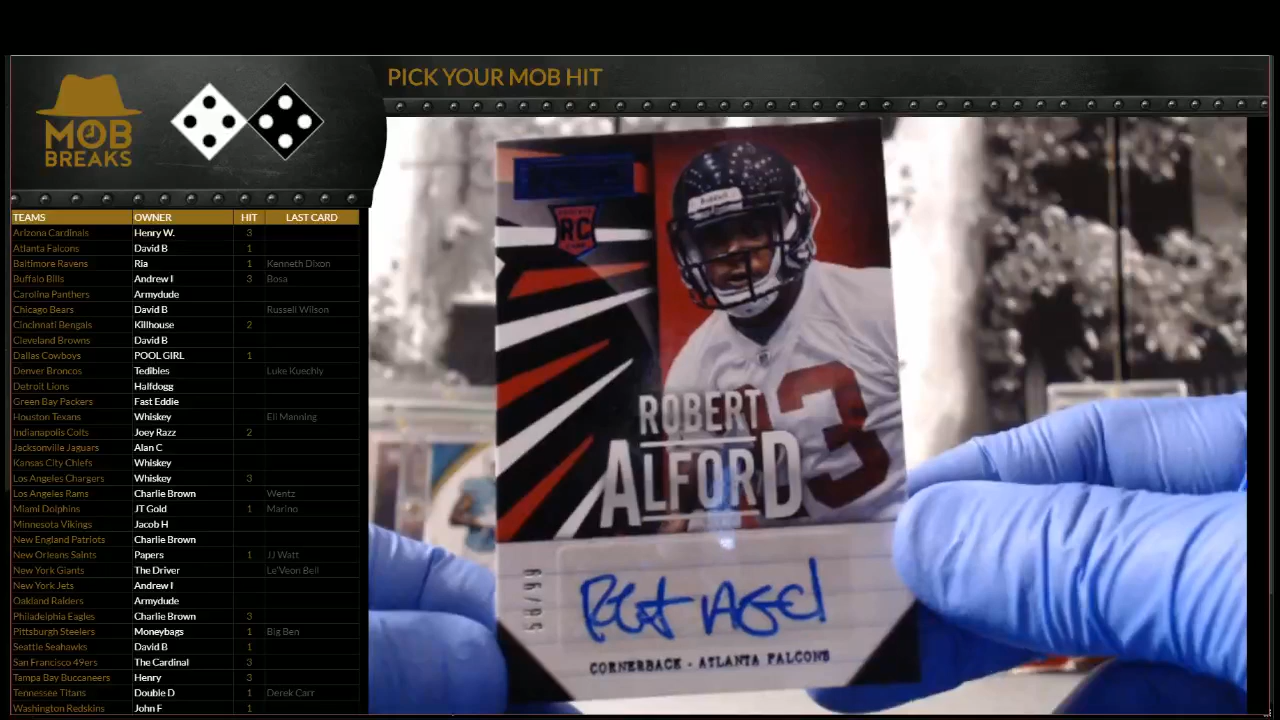 PICK YOUR MOB HIT
MOB
BREAKS
TEAMS OWNER HIT LAST CARD
Arizona Cardinals Henry W. 3
Atlanta Falcons David B 1
Baltimore Ravens Ria 1 Kenneth Dixon
Buffalo Bills Andrew I 3 Bosa
Carolina Panthers Armydude
Chicago Bears David B Russell Wilson
Cincinnati Bengals Killhouse 2
Cleveland Browns David B
Dallas Cowboys POOL GIRL 1
Denver Broncos Tedibles Luke Kuechly
Detroit Lions Halfdogg
Green Bay Packers Fast Eddie
Houston Texans Whiskey Eli Manning
Indianapolis Colts Joey Razz 2
Jacksonville Jaguars Alan C
Kansas City Chiefs Whiskey
Los Angeles Chargers Whiskey 3
Los Angeles Rams Charlie Brown Wentz
Miami Dolphins JT Gold 1 Marino
Minnesota Vikings Jacob H
New England Patriots Charlie Brown
New Orleans Saints Papers 1 JJ Watt
New York Giants The Driver Le'Veon Bell
New York Jets Andrew I
Oakland Raiders Armydude
Philadelphia Eagles Charlie Brown 3
Pittsburgh Steelers Moneybags 1 Big Ben
Seattle Seahawks David B 1
San Francisco 49ers The Cardinal 3
Tampa Bay Buccaneers Henry 3
Tennessee Titans Double D 1 Derek Carr
Washington Redskins John F 1
RC
Riddell
ROBERT
ALFORD
CORNERBACK - ATLANTA FALCONS